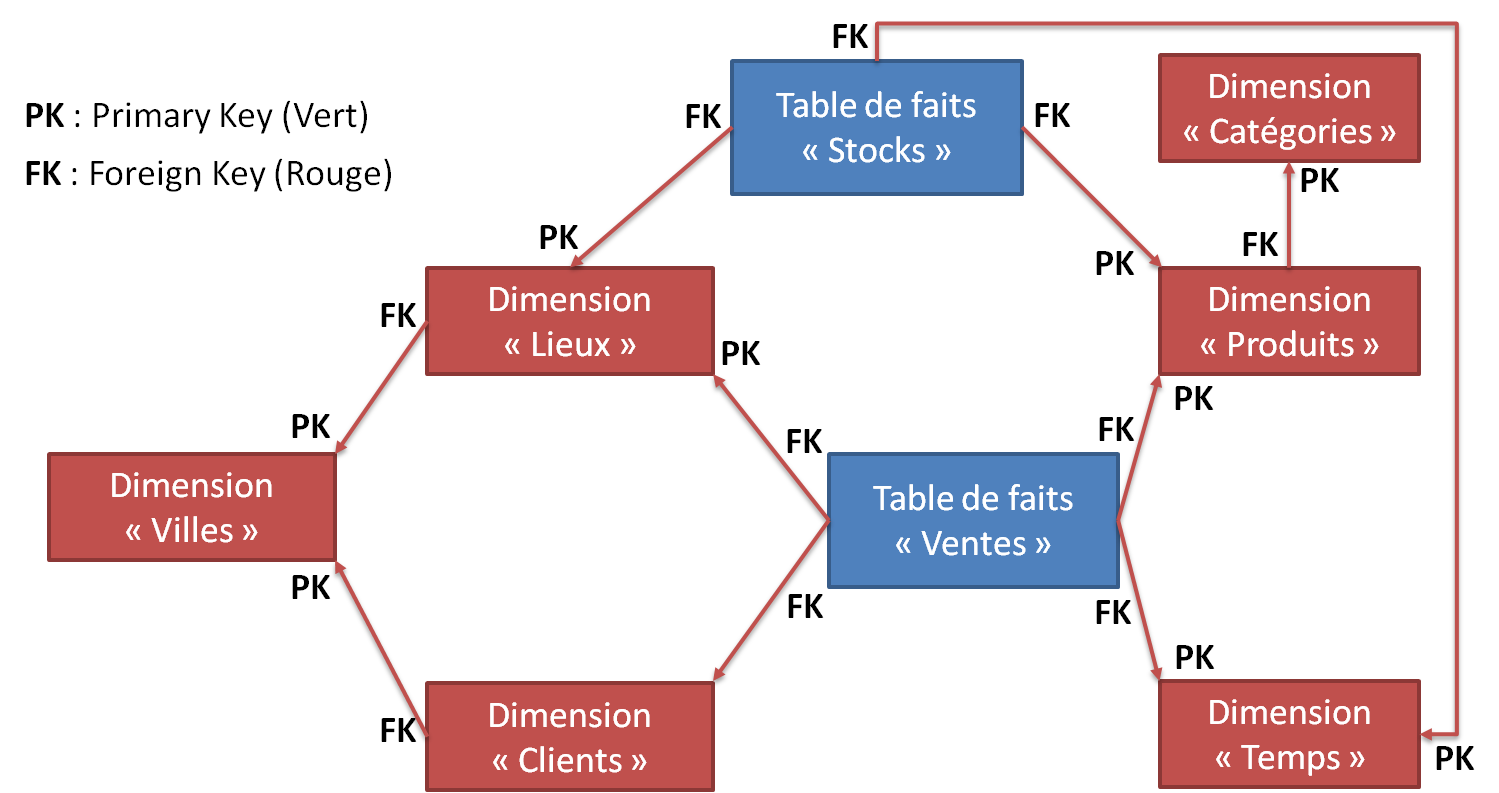 FK
PK : Primary Key (Vert)
FK : Foreign Key (Rouge)
FK
Table de faits
« Stocks »
FK
Dimension
« Catégories »
PK
FK
PK
PK
Dimension
« Lieux »
FK
PK
Dimension
« Produits »
PK
PK
FK
FK
Dimension
« Villes »
Table de faits
« Ventes »
PK
FK
FK
PK
FK
Dimension
« Clients »
Dimension
« Temps »
PK